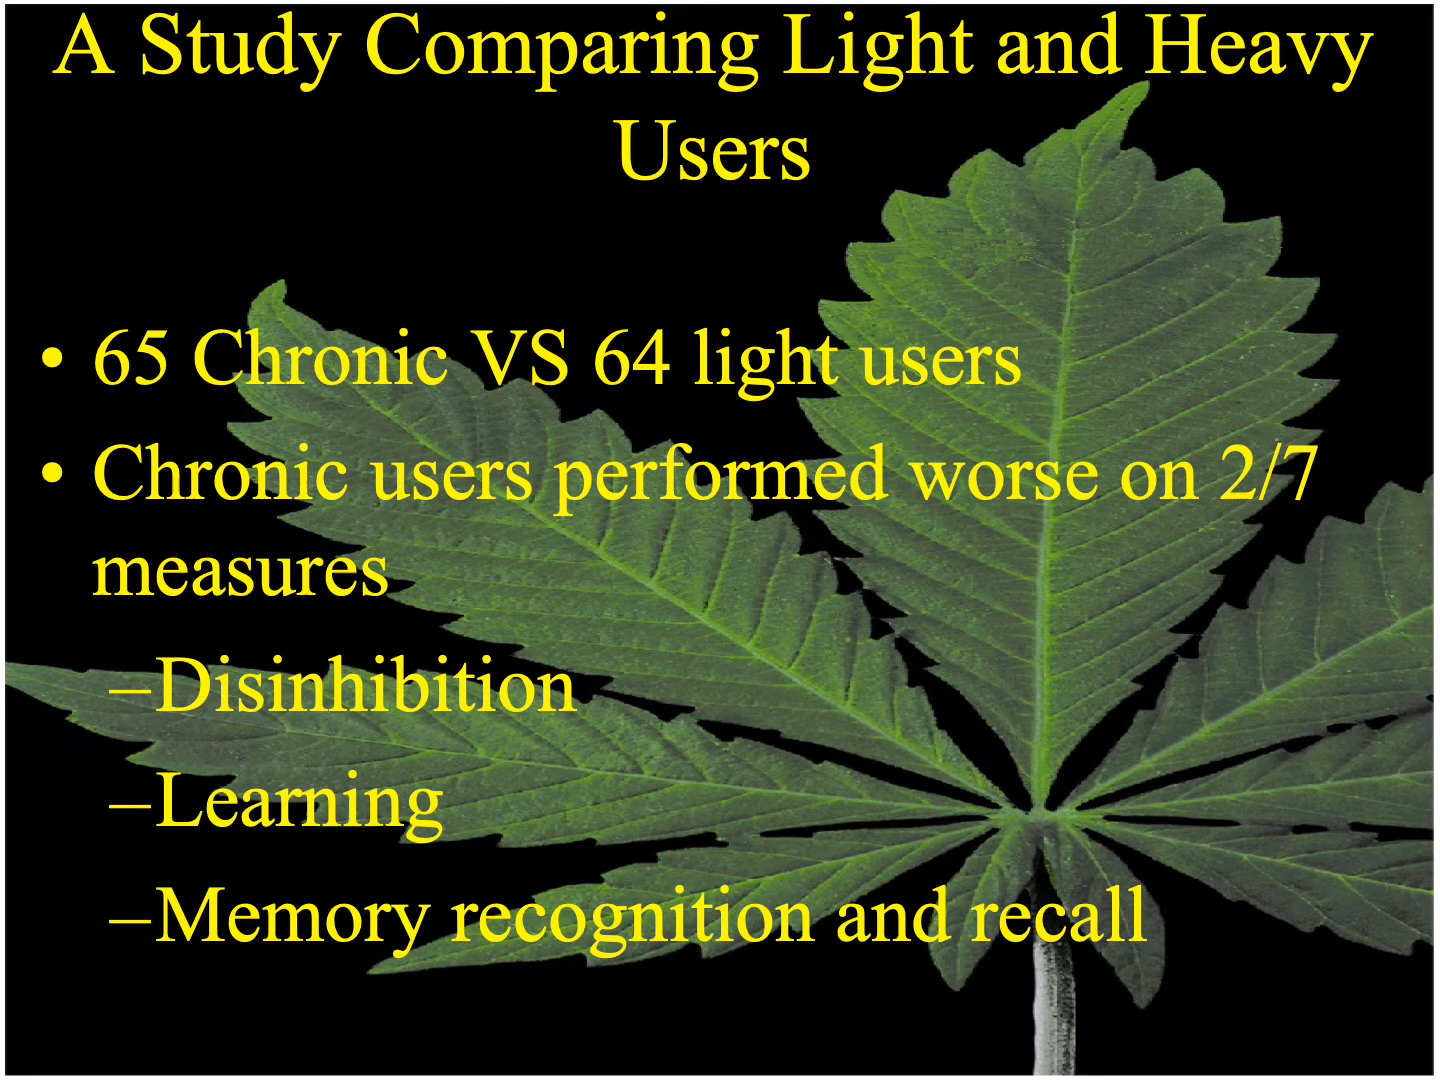 A Study Comparing Light and Heavy
Users
• 65 Chronic VS 64 light users
• Chronic users performed worse on 2/7
measures
–Disinhibition
–Learning
–Memory recognition and recall